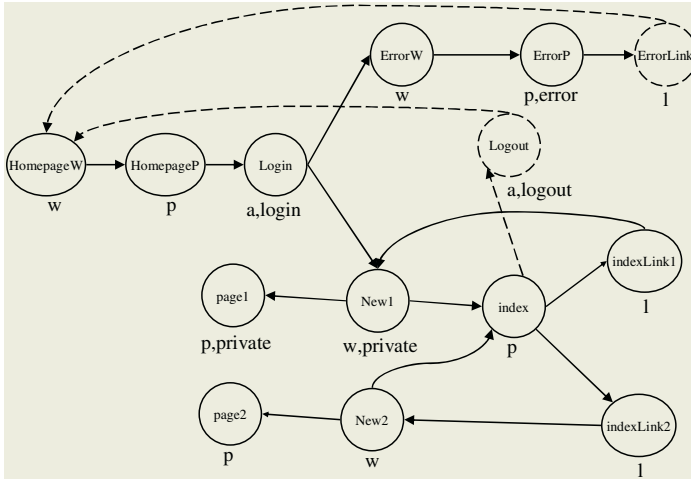 ErrorW
ErrorP
ErrorLink
w
p,error
l
HomepageW
HomepageP
Login
Logout
w
p
a,login
a,logout
page1
New1
index
indexLink1
p,private
w,private
p
l
page2
New2
indexLink2
p
w
l